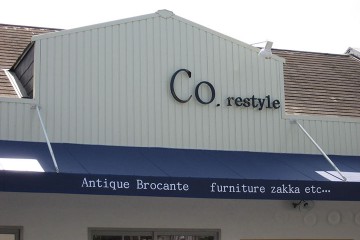 Co. restyle
Antique Brocante furniture zakka etc...